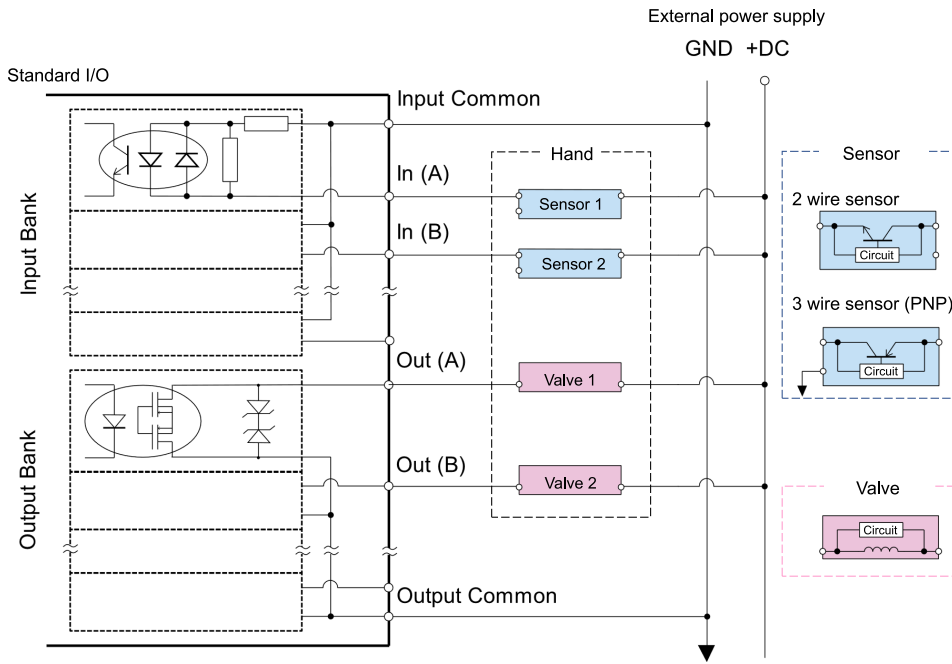 External power supply
GND +DC
Standard I/O
Input Common
Hand
Sensor
In (A)
Sensor 1
2 wire sensor
Input Bank
In (B)
Circuit
Sensor 2
3 wire sensor (PNP)
Out (A)
Circuit
Valve 1
Output Bank
Out (B)
Valve 2
Valve
Circuit
Output Common